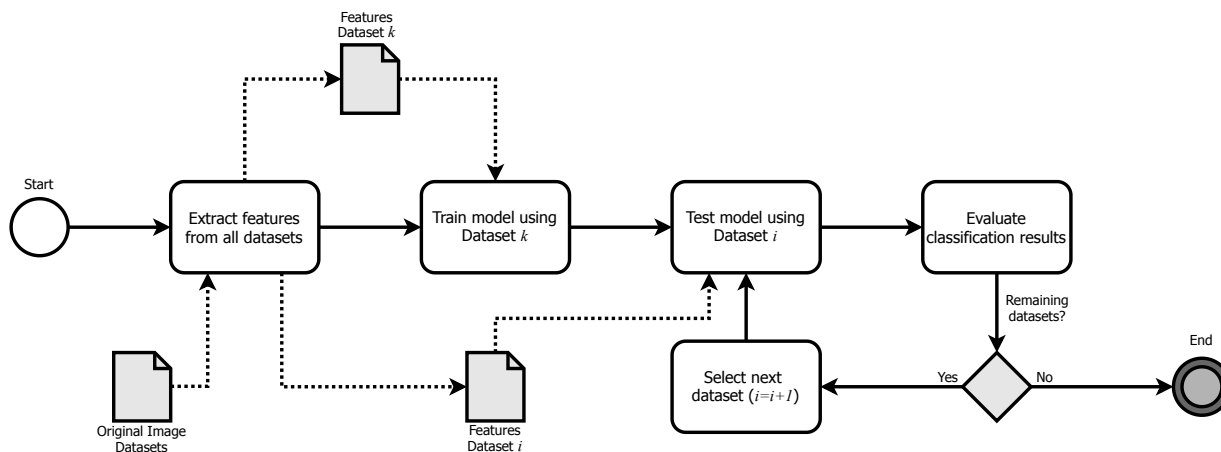 Features
Dataset k
Start
Extract features
from all datasets
Train model using
Dataset k
Test model using
Dataset i
Evaluate
classification results
Remaining
datasets?
Original Image
Datasets
Features
Dataset i
Select next
dataset (i=i+1)
Yes
No
End